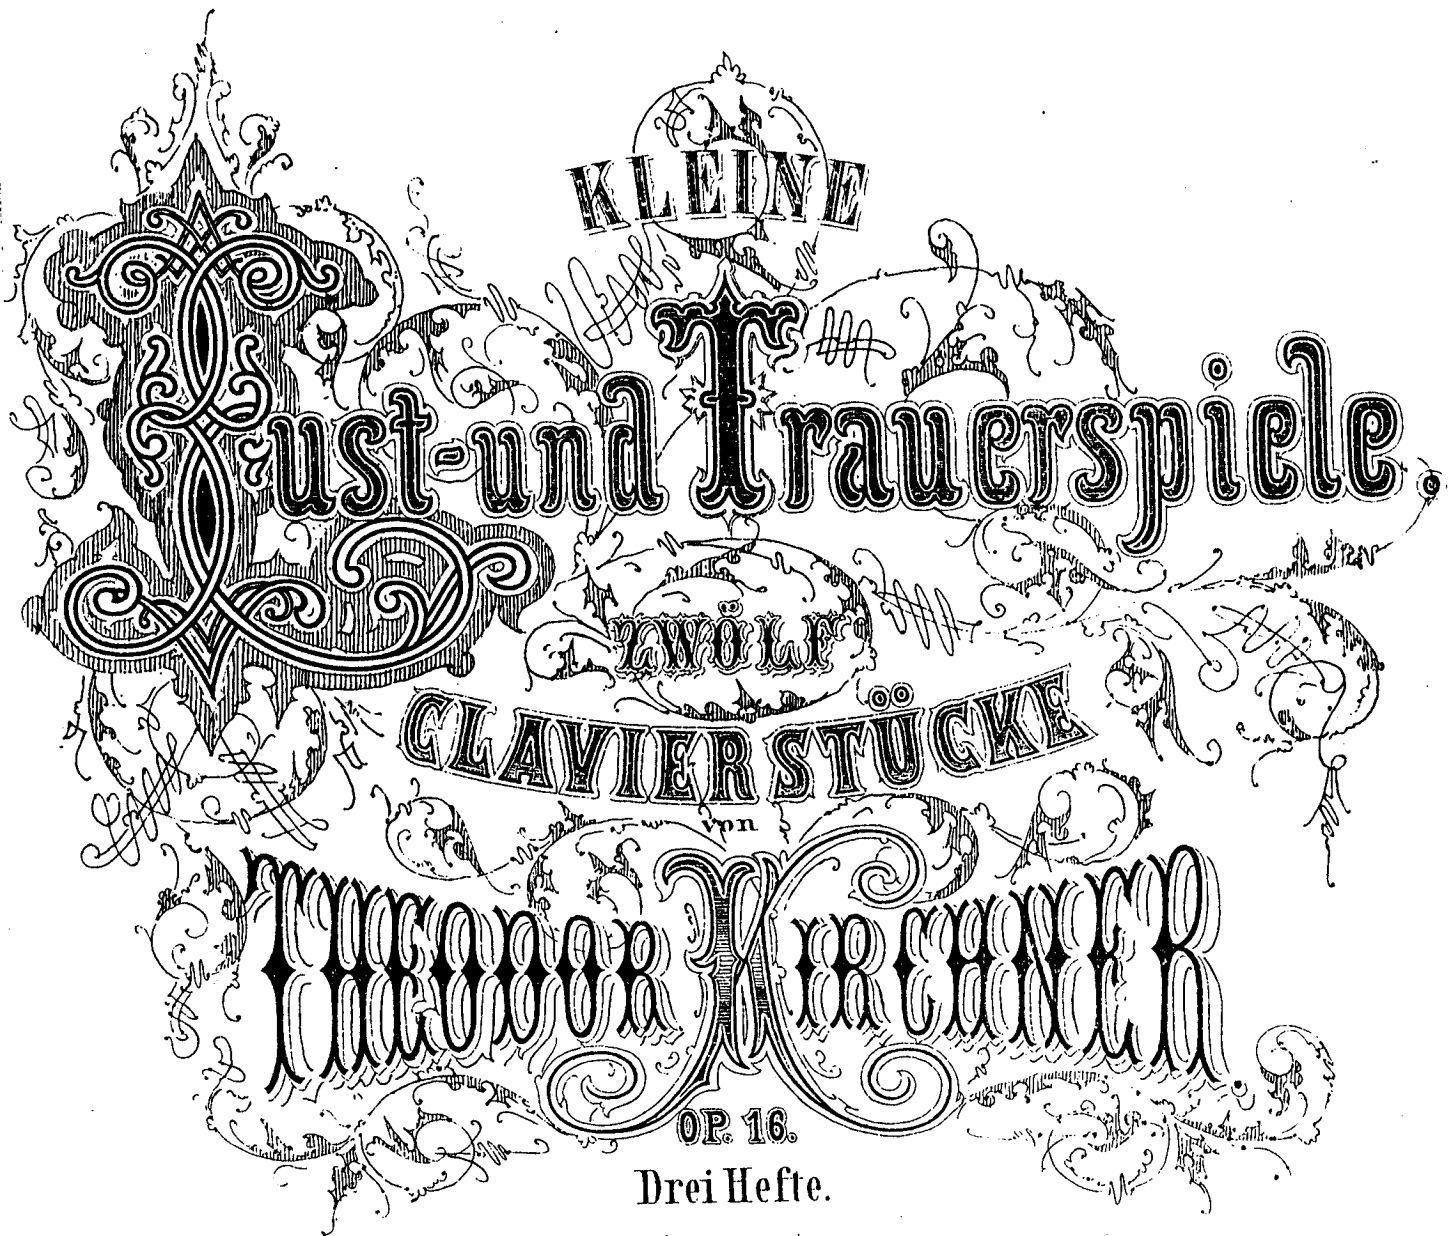 KLEINE
Lust- und Trauerspiele.
ZWÖLF
CLAVIERSTÜCKE
von
THEODOR KIRCHNER.
OP. 16.
Drei Hefte.